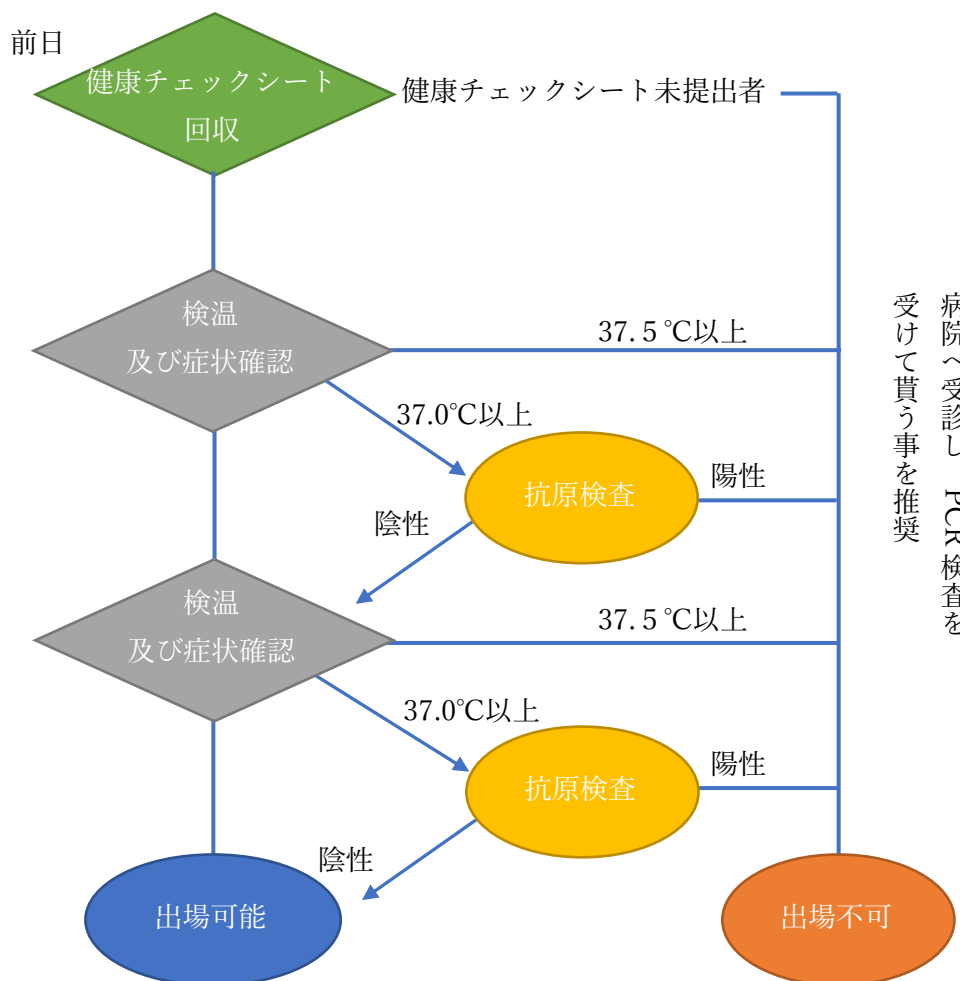 前日
健康チェックシート
回収
健康チェックシート未提出者
検温
及び症状確認
37.５℃以上
37.0℃以上
抗原検査
陽性
陰性
検温
及び症状確認
37.５℃以上
37.0℃以上
抗原検査
陽性
陰性
出場可能
出場不可
病院へ受診し　PCR検査を
受けて貰う事を推奨